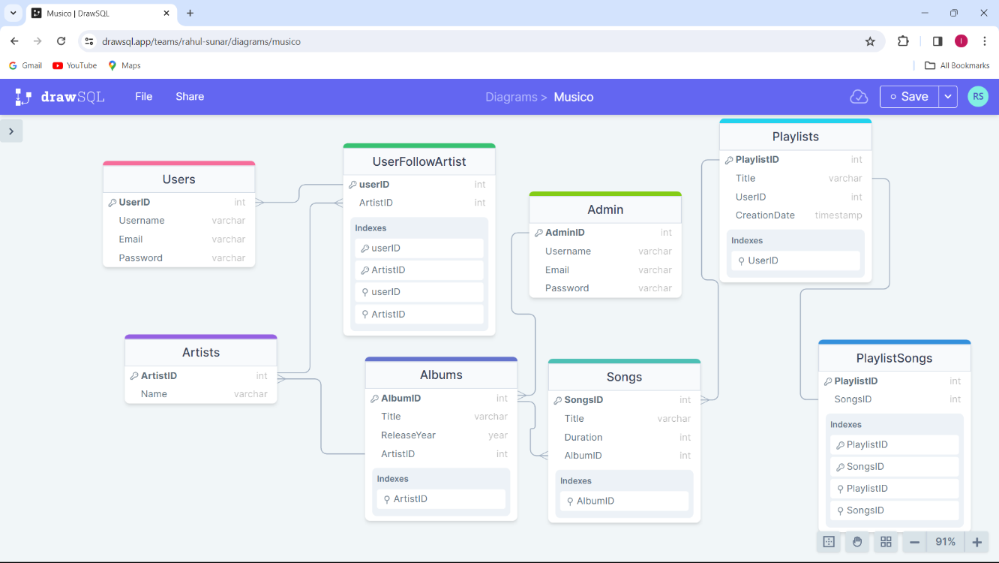 Musico | DrawSQL
drawsql.app/teams/rahul-sunar/diagrams/musico
I
Gmail YouTube Maps
All Bookmarks
drawSQL File Share
Diagrams > Musico
Save
RS
Users
UserID int
Username varchar
Email varchar
Password varchar
UserFollowArtist
userID int
ArtistID int
Indexes
userID
ArtistID
userID
ArtistID
Admin
AdminID int
Username varchar
Email varchar
Password varchar
Playlists
PlaylistID int
Title varchar
UserID int
CreationDate timestamp
Indexes
UserID
Artists
ArtistID int
Name varchar
Albums
AlbumID int
Title varchar
ReleaseYear year
ArtistID int
Indexes
ArtistID
Songs
SongsID int
Title varchar
Duration int
AlbumID int
Indexes
AlbumID
PlaylistSongs
PlaylistID int
SongsID int
Indexes
PlaylistID
SongsID
PlaylistID
SongsID
91%